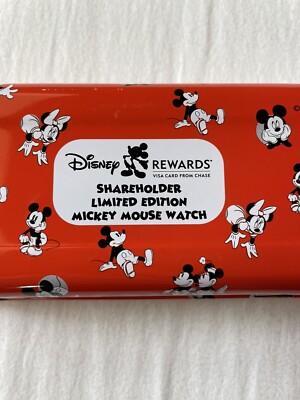 Disney REWARDS
VISA CARD FROM CHASE
SHAREHOLDER
LIMITED EDITION
MICKEY MOUSE WATCH
©